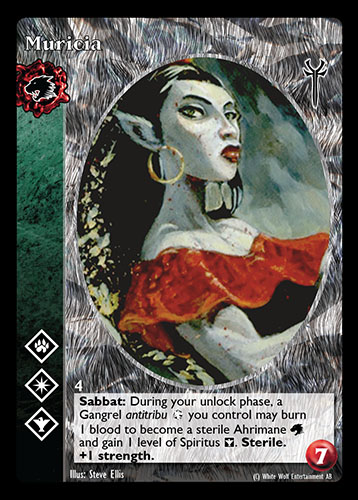 Muricia
4
Sabbat: During your unlock phase, a
Gangrel antitribu you control may burn
1 blood to become a sterile Ahrimane
and gain 1 level of Spiritus . Sterile.
+1 strength.
7
Illus: Steve Ellis
(C) White Wolf Entertainment AB